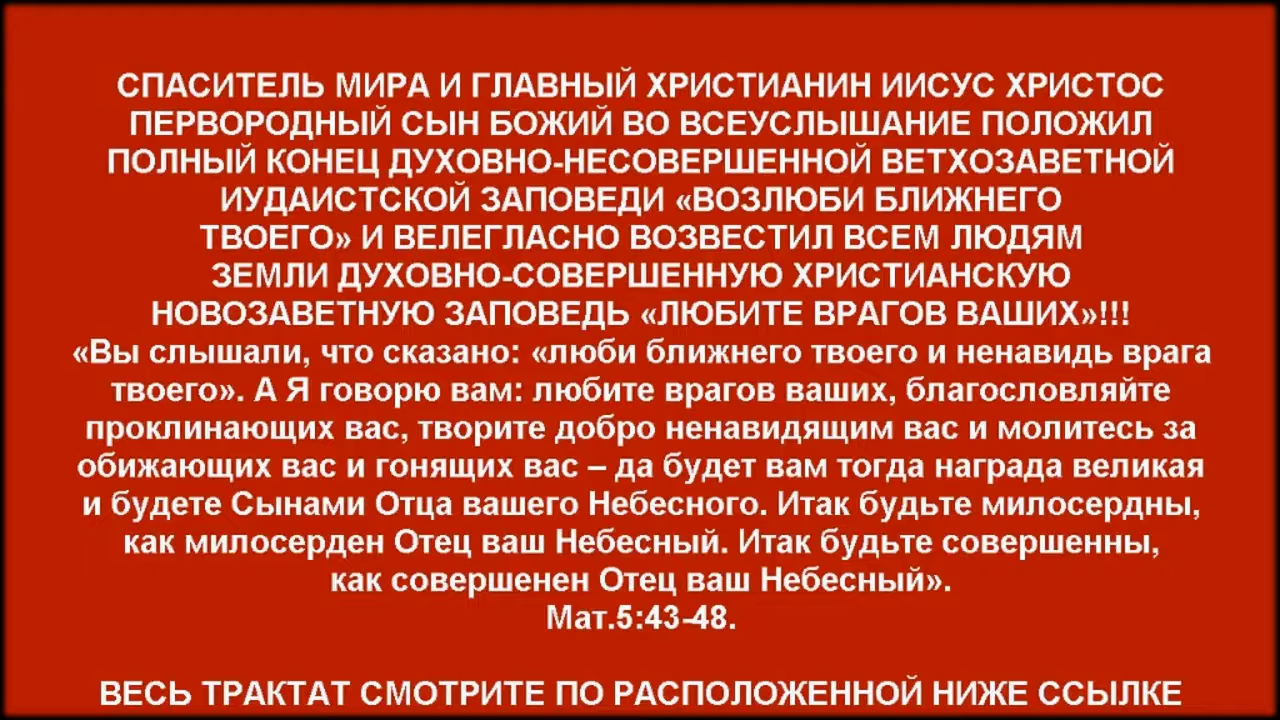 СПАСИТЕЛЬ МИРА И ГЛАВНЫЙ ХРИСТИАНИН ИИСУС ХРИСТОС
ПЕРВОРОДНЫЙ СЫН БОЖИЙ ВО ВСЕУСЛЫШАНИЕ ПОЛОЖИЛ
ПОЛНЫЙ КОНЕЦ ДУХОВНО-НЕСОВЕРШЕННОЙ ВЕТХОЗАВЕТНОЙ
ИУДАИСТСКОЙ ЗАПОВЕДИ «ВОЗЛЮБИ БЛИЖНЕГО
ТВОЕГО» И ВЕЛЕГЛАСНО ВОЗВЕСТИЛ ВСЕМ ЛЮДЯМ
ЗЕМЛИ ДУХОВНО-СОВЕРШЕННУЮ ХРИСТИАНСКУЮ
НОВОЗАВЕТНУЮ ЗАПОВЕДЬ «ЛЮБИТЕ ВРАГОВ ВАШИХ»!!!
«Вы слышали, что сказано: «люби ближнего твоего и ненавидь врага
твоего». А Я говорю вам: любите врагов ваших, благословляйте
проклинающих вас, творите добро ненавидящим вас и молитесь за
обижающих вас и гонящих вас – да будет вам тогда награда великая
и будете Сынами Отца вашего Небесного. Итак будьте милосердны,
как милосерден Отец ваш Небесный. Итак будьте совершенны,
как совершенен Отец ваш Небесный».
Мат.5:43-48.
ВЕСЬ ТРАКТАТ СМОТРИТЕ ПО РАСПОЛОЖЕННОЙ НИЖЕ ССЫЛКЕ